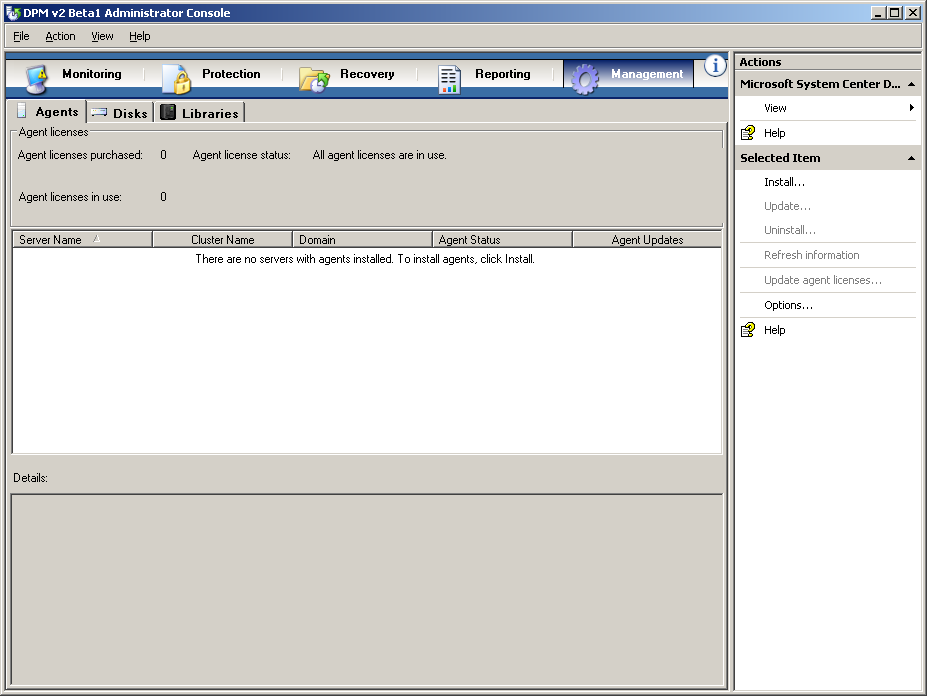 DPM v2 Beta1 Administrator Console
File Action View Help
Monitoring Protection Recovery Reporting Management
Agents Disks Libraries
Agent licenses
Agent licenses purchased: 0 Agent license status: All agent licenses are in use.
Agent licenses in use: 0
Server Name Cluster Name Domain Agent Status Agent Updates
There are no servers with agents installed. To install agents, click Install.
Details:
Actions
Microsoft System Center D...
View
Help
Selected Item
Install...
Update...
Uninstall...
Refresh information
Update agent licenses...
Options...
Help